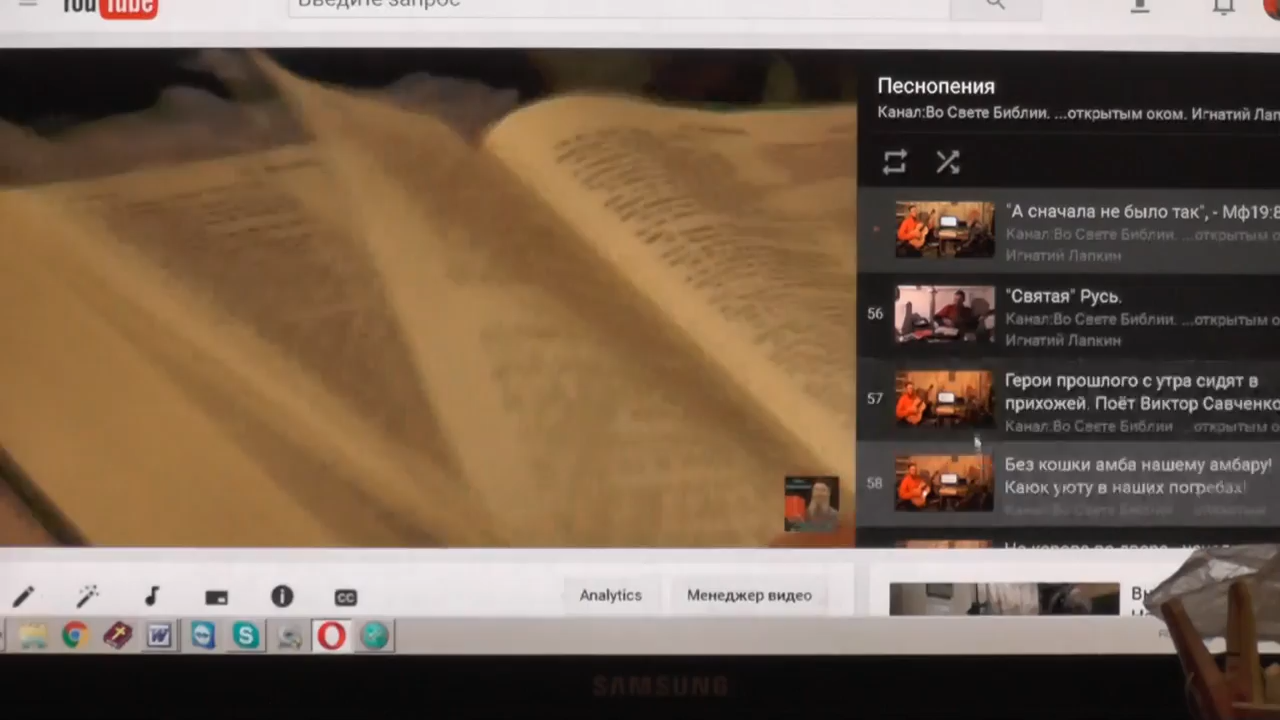 YouTube
Введите запрос
Песнопения
Канал:Во Свете Библии. ...открытым оком. Игнатий Лап
"А сначала не было так", - Мф19:8
Канал:Во Свете Библии. ...открытым о
Игнатий Лапкин
56
"Святая" Русь.
Канал:Во Свете Библии. ...открытым о
Игнатий Лапкин
57
Герои прошлого с утра сидят в
прихожей. Поёт Виктор Савченко
Канал:Во Свете Библии ...открытым о
58
Без кошки амба нашему амбару!
Каюк уюту в наших погребах!
CC
Analytics
Менеджер видео
SAMSUNG